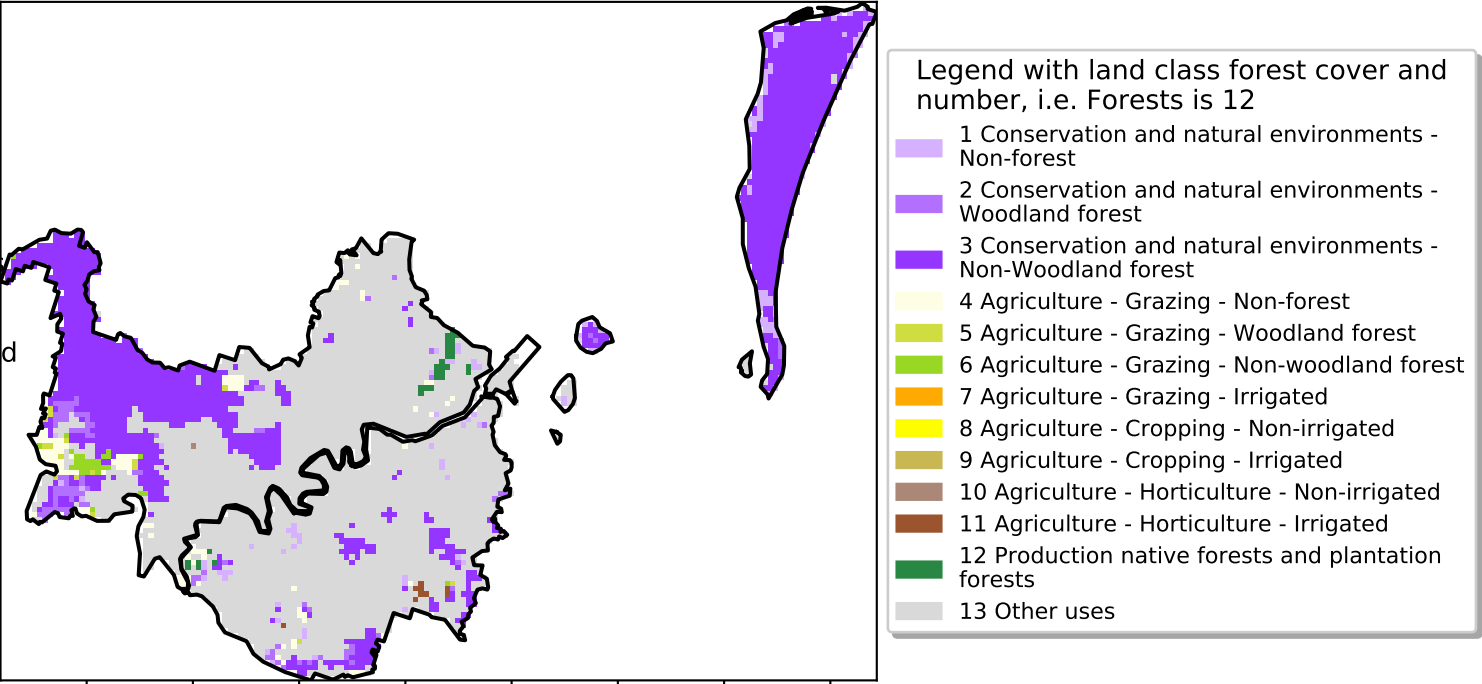 d
Legend with land class forest cover and
number, i.e. Forests is 12
1 Conservation and natural environments -
Non-forest
2 Conservation and natural environments -
Woodland forest
3 Conservation and natural environments -
Non-Woodland forest
4 Agriculture - Grazing - Non-forest
5 Agriculture - Grazing - Woodland forest
6 Agriculture - Grazing - Non-woodland forest
7 Agriculture - Grazing - Irrigated
8 Agriculture - Cropping - Non-irrigated
9 Agriculture - Cropping - Irrigated
10 Agriculture - Horticulture - Non-irrigated
11 Agriculture - Horticulture - Irrigated
12 Production native forests and plantation
forests
13 Other uses